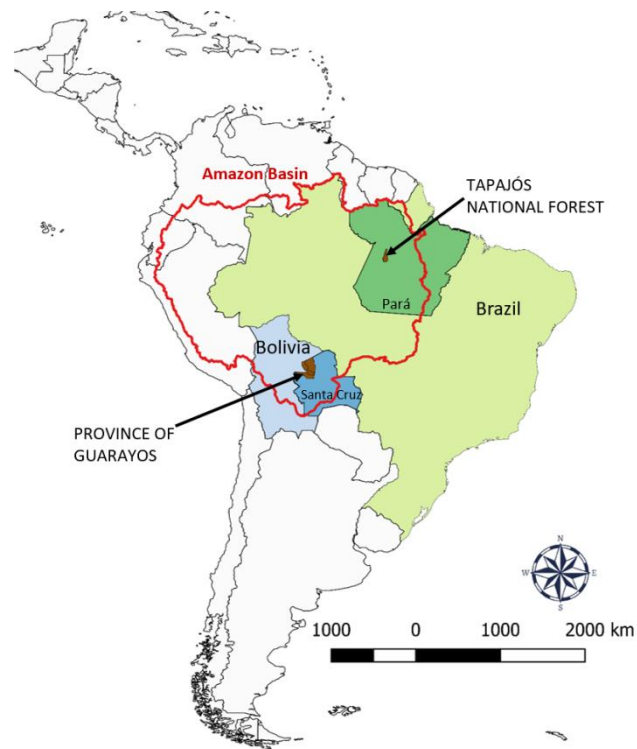 Amazon Basin
TAPAJÓS
NATIONAL FOREST
Pará
Brazil
Bolivia
Santa Cruz
PROVINCE OF
GUARAYOS
N
W
E
S
1000 0 1000 2000 km